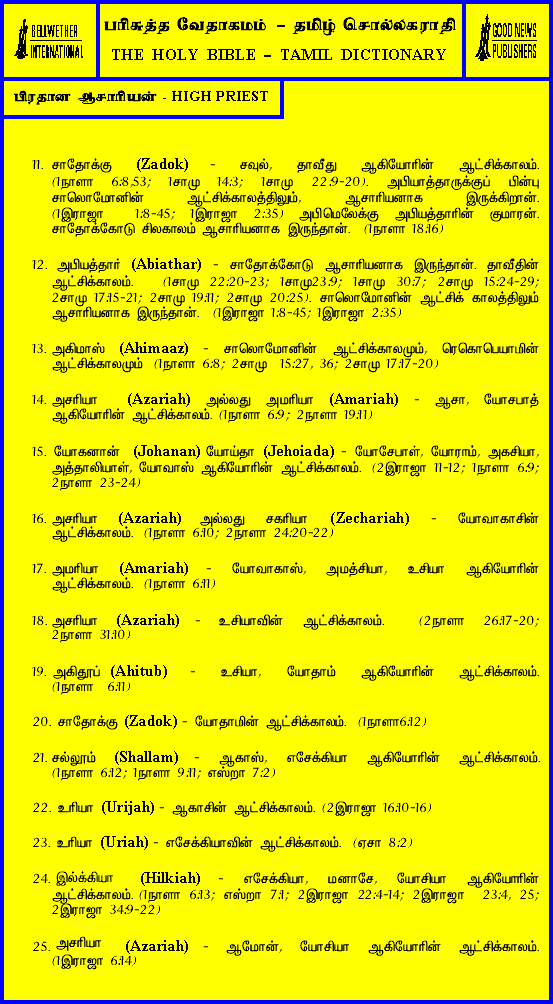 BELLWETHER
INTERNATIONAL
பரிசுத்த வேதாகமம் – தமிழ் சொல்லகராதி
THE HOLY BIBLE – TAMIL DICTIONARY
GOOD NEWS
PUBLISHERS
பிரதான ஆசாரியன் - HIGH PRIEST
11. சாதோக்கு (Zadok) - சவுல், தாவீது ஆகியோரின் ஆட்சிக்காலம்.
(1நாளா 6:8,53; 1சாமு 14:3; 1சாமு 22:9-20). அபியாத்தாருக்குப் பின்பு
சாலொமோனின் ஆட்சிக்காலத்திலும், ஆசாரியனாக இருக்கிறான்.
(1இராஜா 1:8-45; 1இராஜா 2:35) அபிமெலேக்கு அபியத்தாரின் குமாரன்.
சாதோக்கோடு சிலகாலம் ஆசாரியனாக இருந்தான். (1நாளா 18:16)
12. அபியத்தார் (Abiathar) - சாதோக்கோடு ஆசாரியனாக இருந்தான். தாவீதின்
ஆட்சிக்காலம். (1சாமு 22:20-23; 1சாமு23:9; 1சாமு 30:7; 2சாமு 15:24-29;
2சாமு 17:15-21; 2சாமு 19:11; 2சாமு 20:25). சாலொமோனின் ஆட்சிக் காலத்திலும்
ஆசாரியனாக இருந்தான். (1இராஜா 1:8-45; 1இராஜா 2:35)
13. அகிமாஸ் (Ahimaaz) - சாலொமோனின் ஆட்சிக்காலமும், ரெகொபெயாமின்
ஆட்சிக்காலமும் (1நாளா 6:8; 2சாமு 15:27, 36; 2சாமு 17:17-20)
14. அசரியா (Azariah) அல்லது அமரியா (Amariah) - ஆசா, யோசபாத்
ஆகியோரின் ஆட்சிக்காலம். (1நாளா 6:9; 2நாளா 19:11)
15. யோகனான் (Johanan) யோய்தா (Jehoiada) - யோசேபாள், யோராம், அகசியா,
அத்தாலியாள், யோவாஸ் ஆகியோரின் ஆட்சிக்காலம். (2இராஜா 11-12; 1நாளா 6:9;
2நாளா 23-24)
16. அசரியா (Azariah) அல்லது சகரியா (Zechariah) - யோவாகாசின்
ஆட்சிக்காலம். (1நாளா 6:10; 2நாளா 24:20-22)
17. அமரியா (Amariah) - யோவாகாஸ், அமத்சியா, உசியா ஆகியோரின்
ஆட்சிக்காலம். (1நாளா 6:11)
18. அசரியா (Azariah) - உசியாவின் ஆட்சிக்காலம். (2நாளா 26:17-20;
2நாளா 31:10)
19. அகிதூப் (Ahitub) - உசியா, யோதாம் ஆகியோரின் ஆட்சிக்காலம்.
(1நாளா 6:11)
20. சாதோக்கு (Zadok) - யோதாமின் ஆட்சிக்காலம். (1நாளா6:12)
21. சல்லூம் (Shallam) - ஆகாஸ், எசேக்கியா ஆகியோரின் ஆட்சிக்காலம்.
(1நாளா 6:12; 1நாளா 9:11; எஸ்றா 7:2)
22. உரியா (Urijah) - ஆகாசின் ஆட்சிக்காலம். (2இராஜா 16:10-16)
23. உரியா (Uriah) - எசேக்கியாவின் ஆட்சிக்காலம். (ஏசா 8:2)
24. இல்க்கியா (Hilkiah) - எசேக்கியா, மனாசே, யோசியா ஆகியோரின்
ஆட்சிக்காலம். (1நாளா 6:13; எஸ்றா 7:1; 2இராஜா 22:4-14; 2இராஜா 23:4, 25;
2இராஜா 34:9-22)
25. அசரியா (Azariah) - ஆமோன், யோசியா ஆகியோரின் ஆட்சிக்காலம்.
(1இராஜா 6:14)